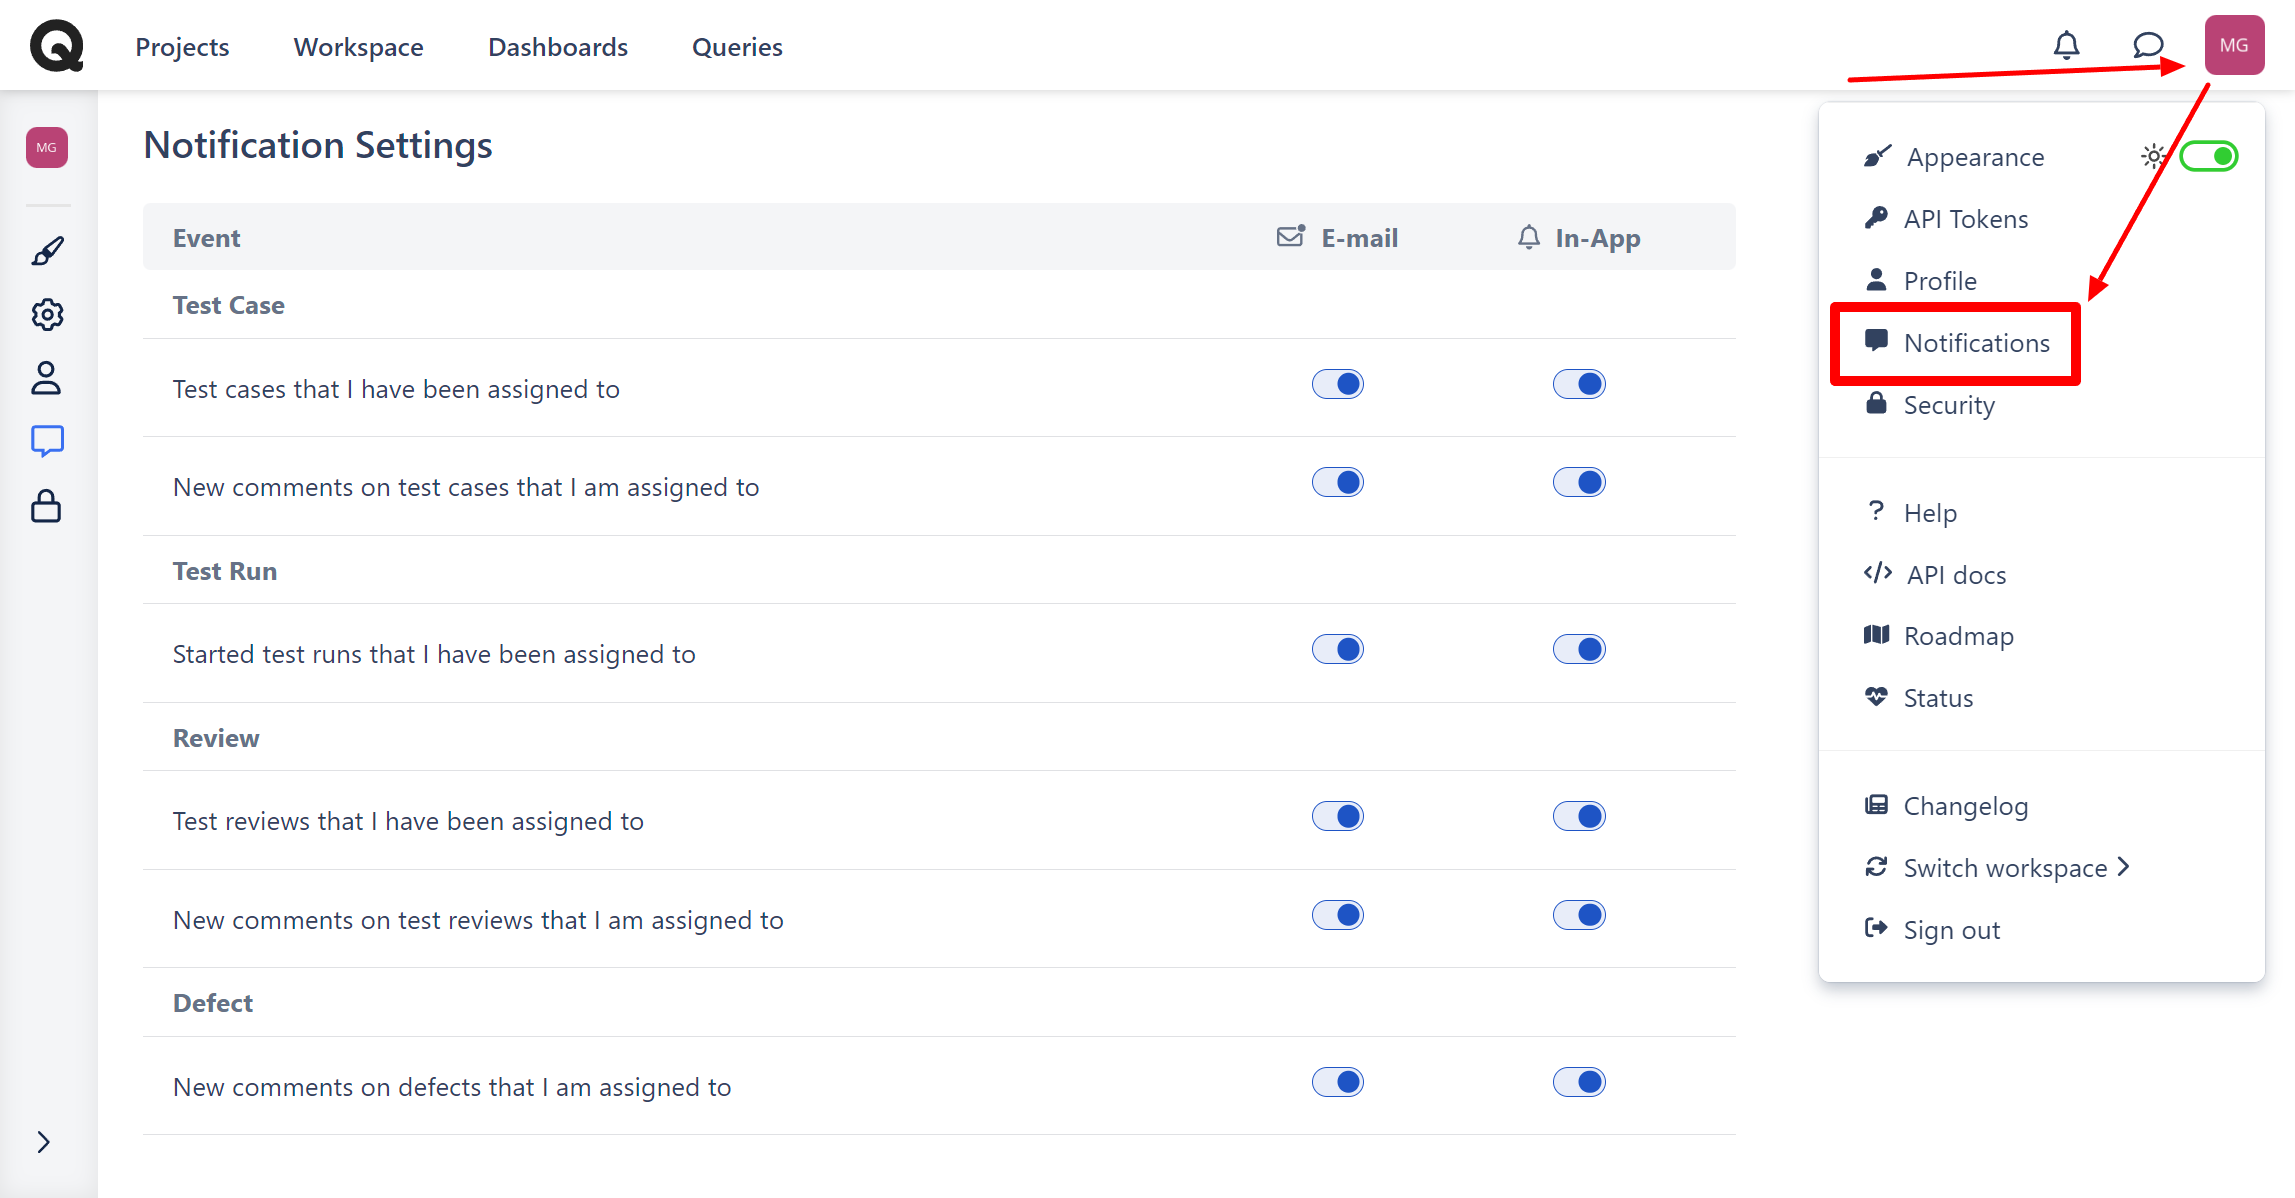 Q Projects Workspace Dashboards Queries MG
MG
Notification Settings
Event E-mail In-App
Test Case
Test cases that I have been assigned to
New comments on test cases that I am assigned to
Test Run
Started test runs that I have been assigned to
Review
Test reviews that I have been assigned to
New comments on test reviews that I am assigned to
Defect
New comments on defects that I am assigned to
Appearance
API Tokens
Profile
Notifications
Security
? Help
</> API docs
Roadmap
Status
Changelog
Switch workspace
Sign out